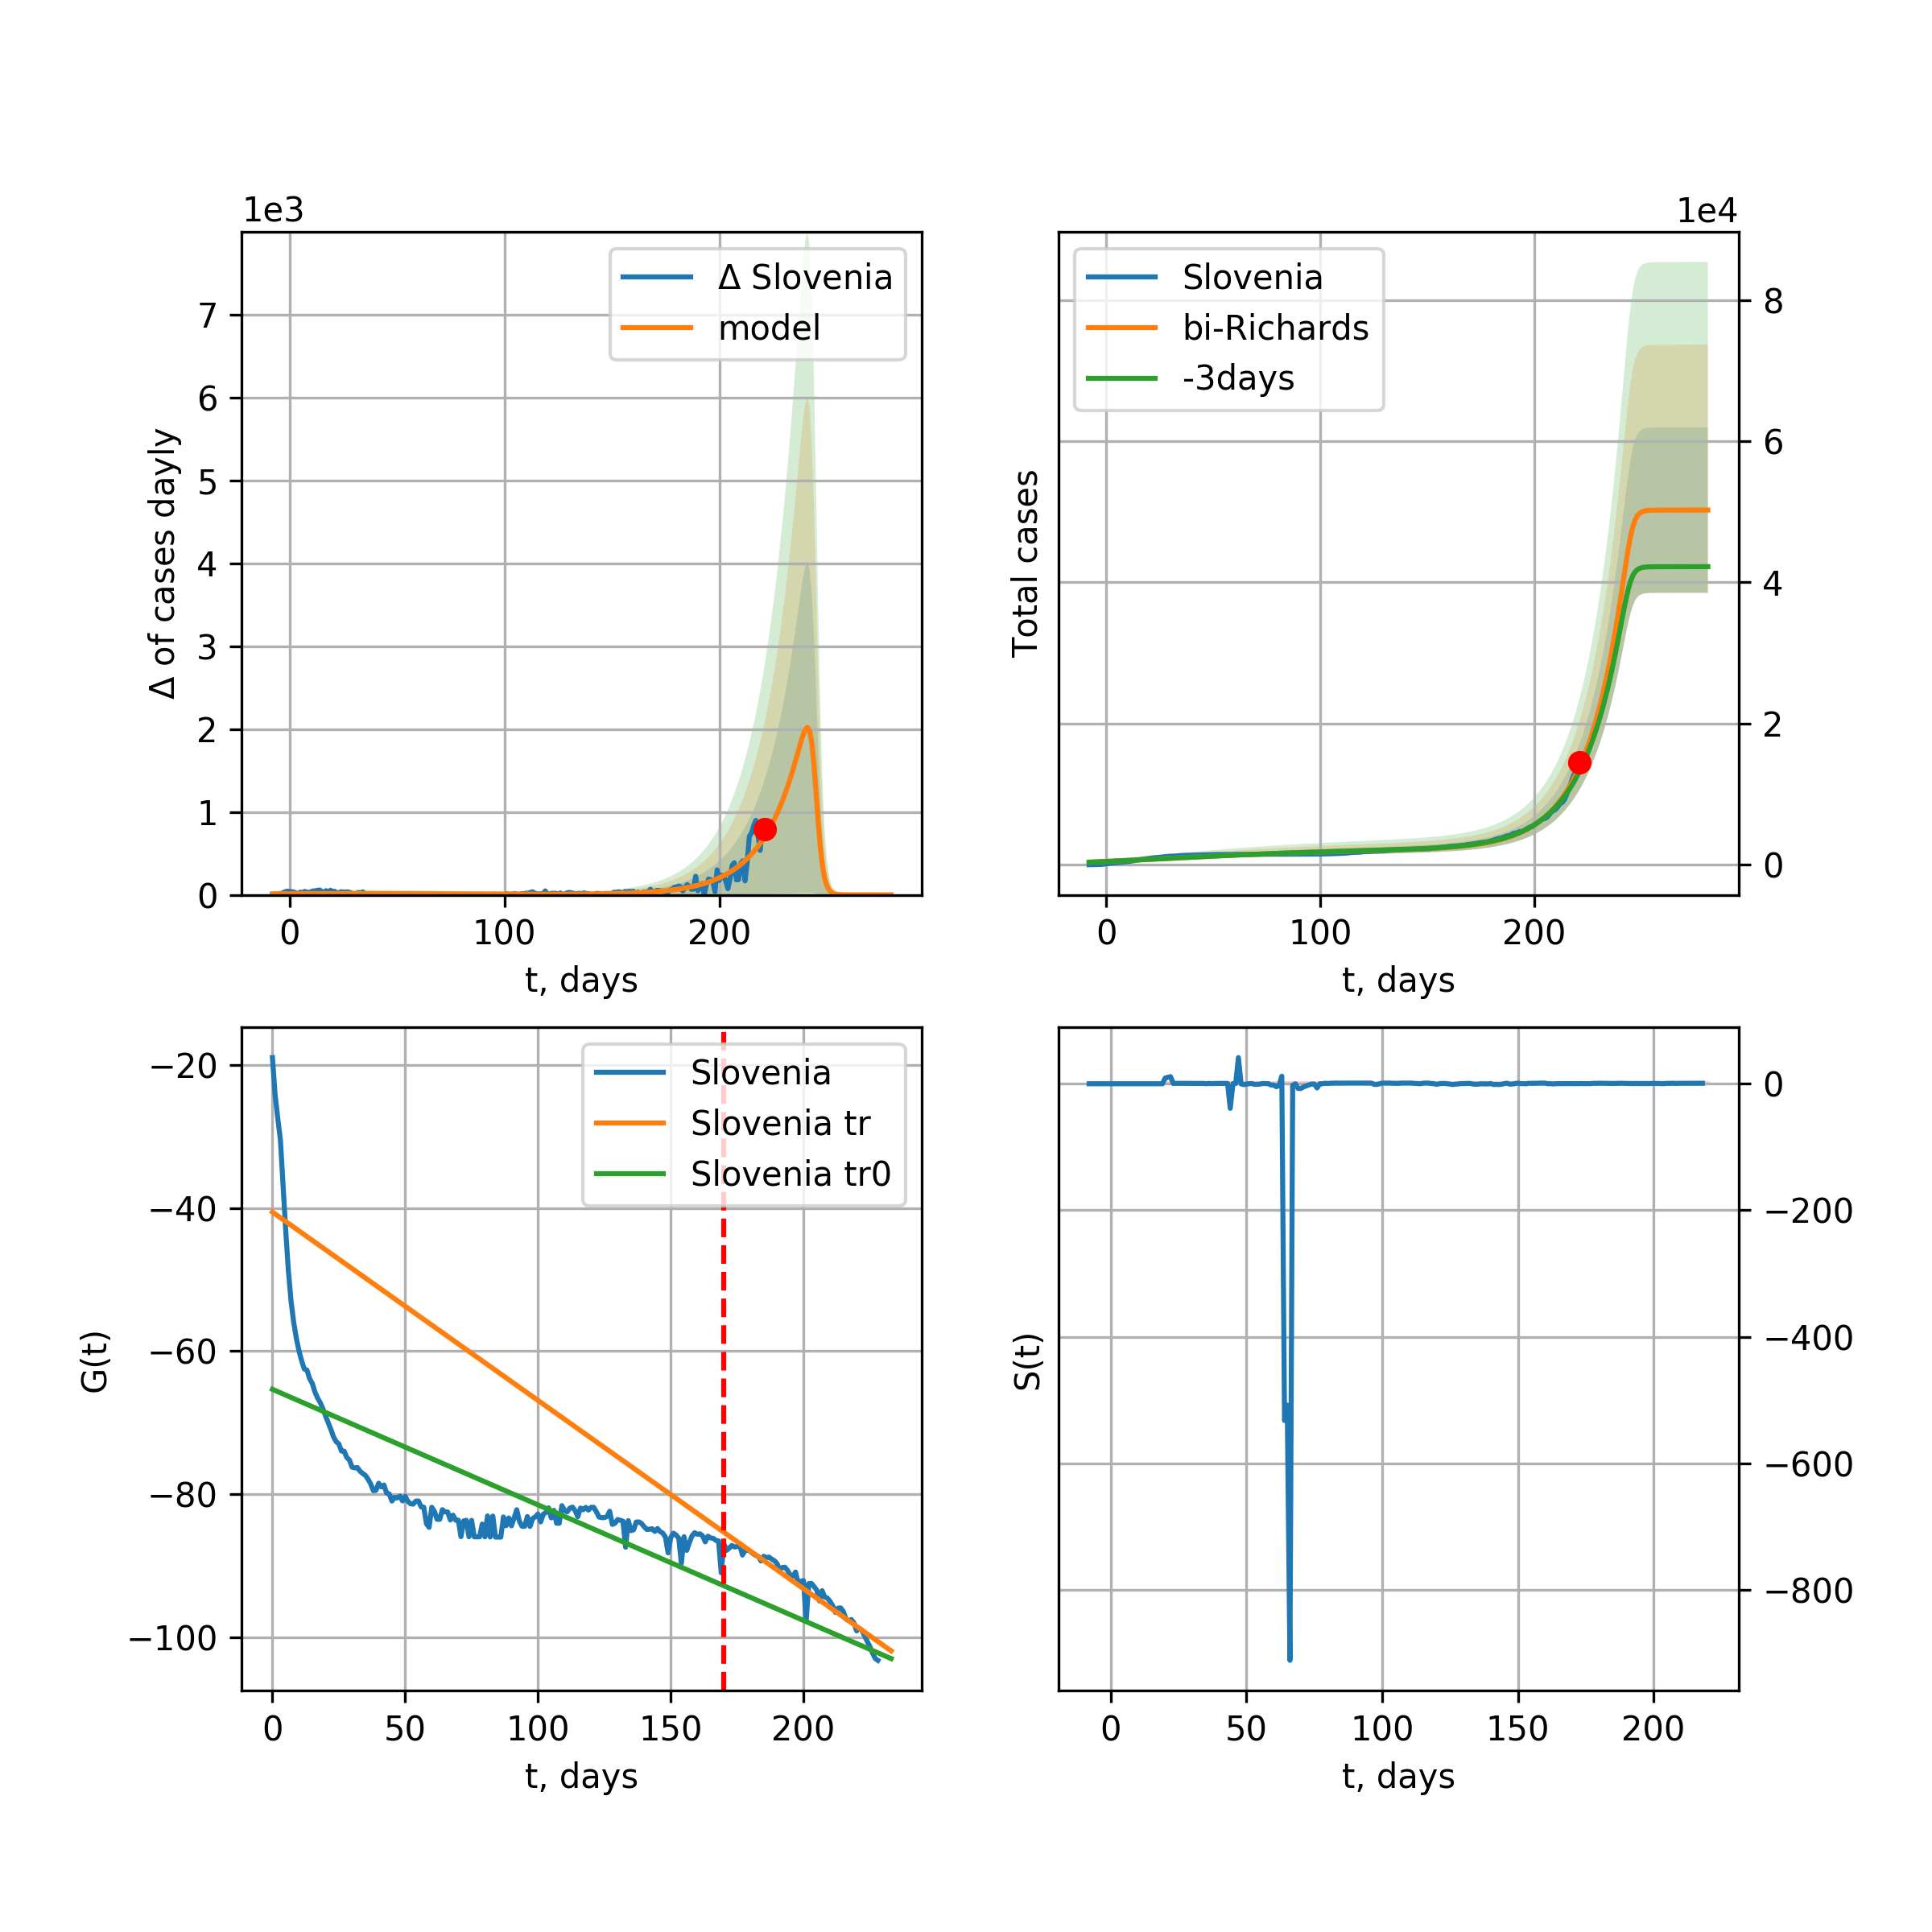 1e3
Δ Slovenia
model
7
6
5
4
3
2
1
0
Δ of cases dayly
0 100 200
t, days
1e4
Slovenia
bi-Richards
-3days
8
6
4
2
0
Total cases
0 100 200
t, days
Slovenia
Slovenia tr
Slovenia tr0
−20
−40
−60
−80
−100
G(t)
0 50 100 150 200
t, days
0
−200
−400
−600
−800
S(t)
0 50 100 150 200
t, days